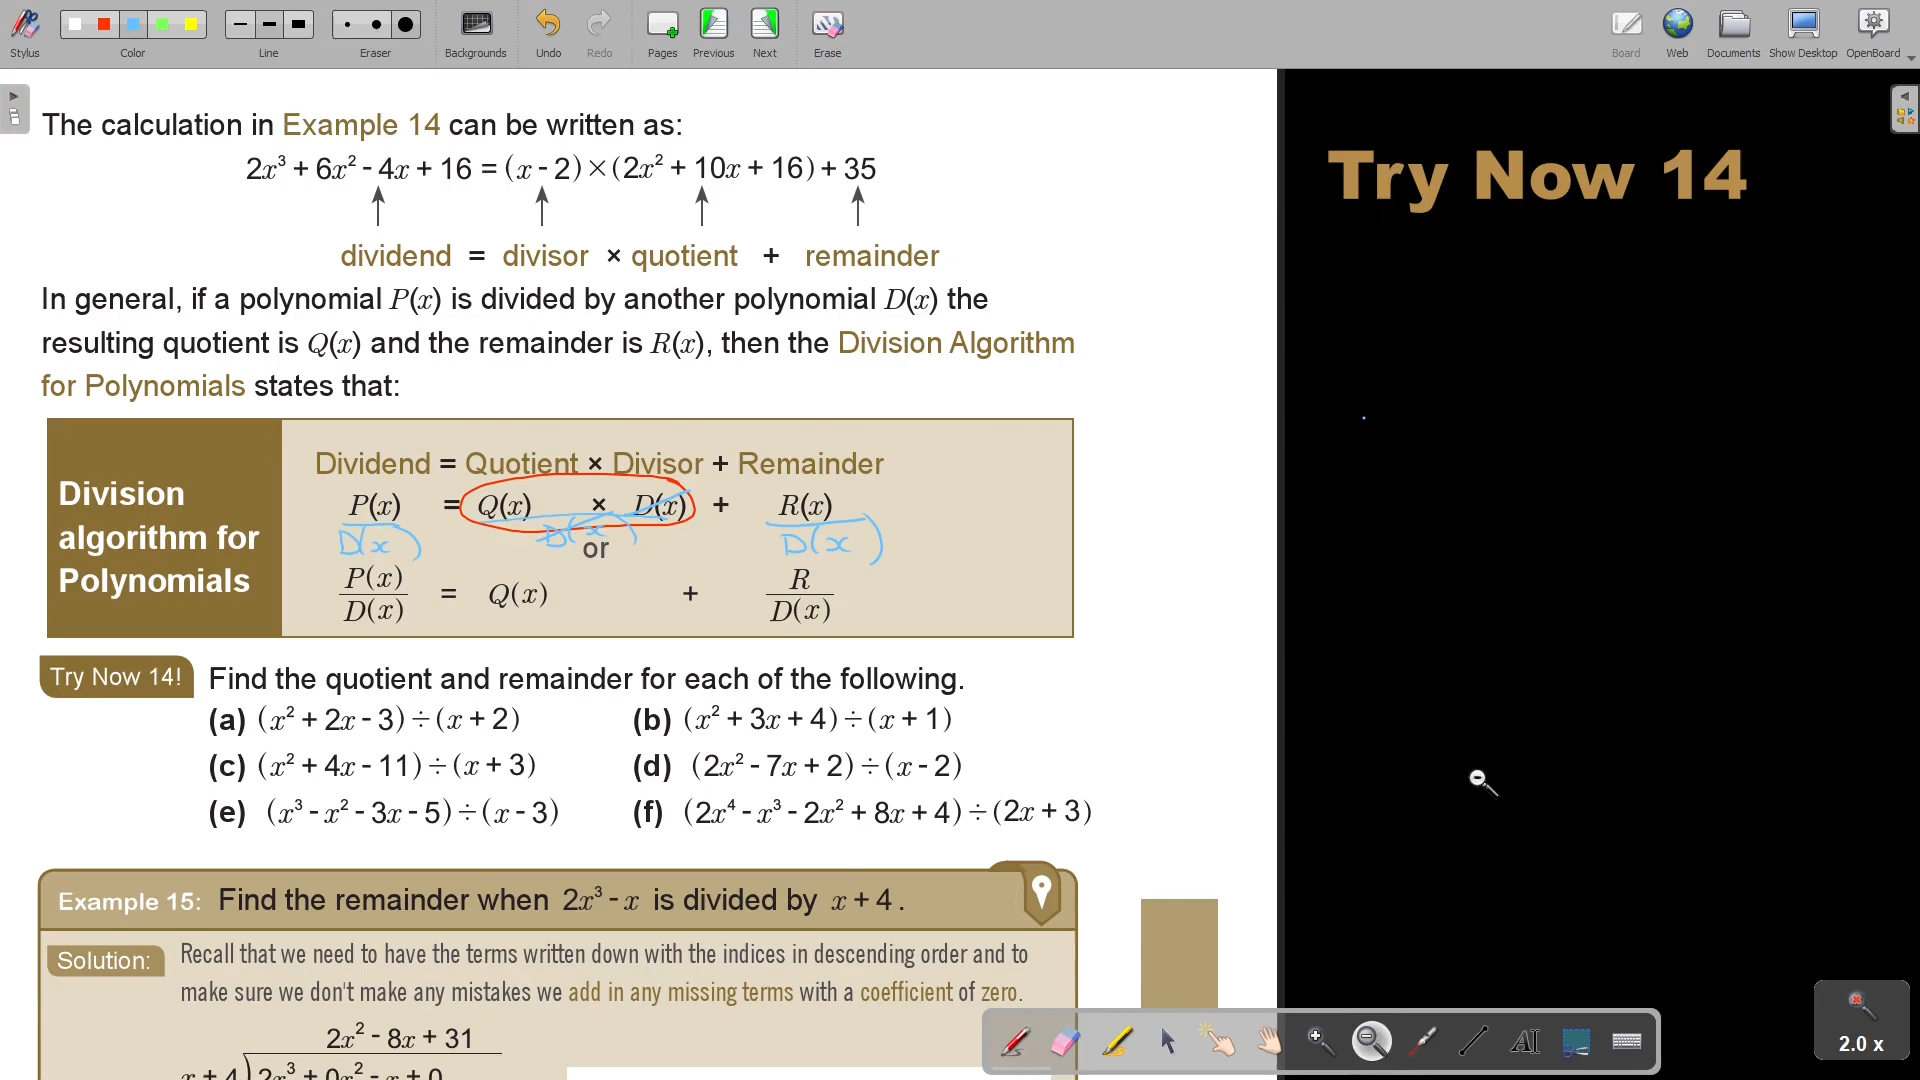 Stylus Color Line Eraser Backgrounds Undo Redo Pages Previous Next Erase Board Web Documents Show Desktop OpenBoard
The calculation in Example 14 can be written as:
2x³ + 6x² - 4x + 16 = (x - 2) × (2x² + 10x + 16) + 35
dividend = divisor × quotient + remainder
In general, if a polynomial P(x) is divided by another polynomial D(x) the
resulting quotient is Q(x) and the remainder is R(x), then the Division Algorithm
for Polynomials states that:
Division
algorithm for
Polynomials
Dividend = Quotient × Divisor + Remainder
P(x) = Q(x) × D(x) + R(x)
D(x) D(x) D(x)
or
P(x)/D(x) = Q(x) + R/D(x)
Try Now 14! Find the quotient and remainder for each of the following.
(a) (x² + 2x - 3) ÷ (x + 2) (b) (x² + 3x + 4) ÷ (x + 1)
(c) (x² + 4x - 11) ÷ (x + 3) (d) (2x² - 7x + 2) ÷ (x - 2)
(e) (x³ - x² - 3x - 5) ÷ (x - 3) (f) (2x⁴ - x³ - 2x² + 8x + 4) ÷ (2x + 3)
Example 15: Find the remainder when 2x³ - x is divided by x + 4.
Solution: Recall that we need to have the terms written down with the indices in descending order and to
make sure we don't make any mistakes we add in any missing terms with a coefficient of zero.
2x² - 8x + 31
x + 4)2x³ + 0x² - x + 0
Try Now 14
AI
2.0 x